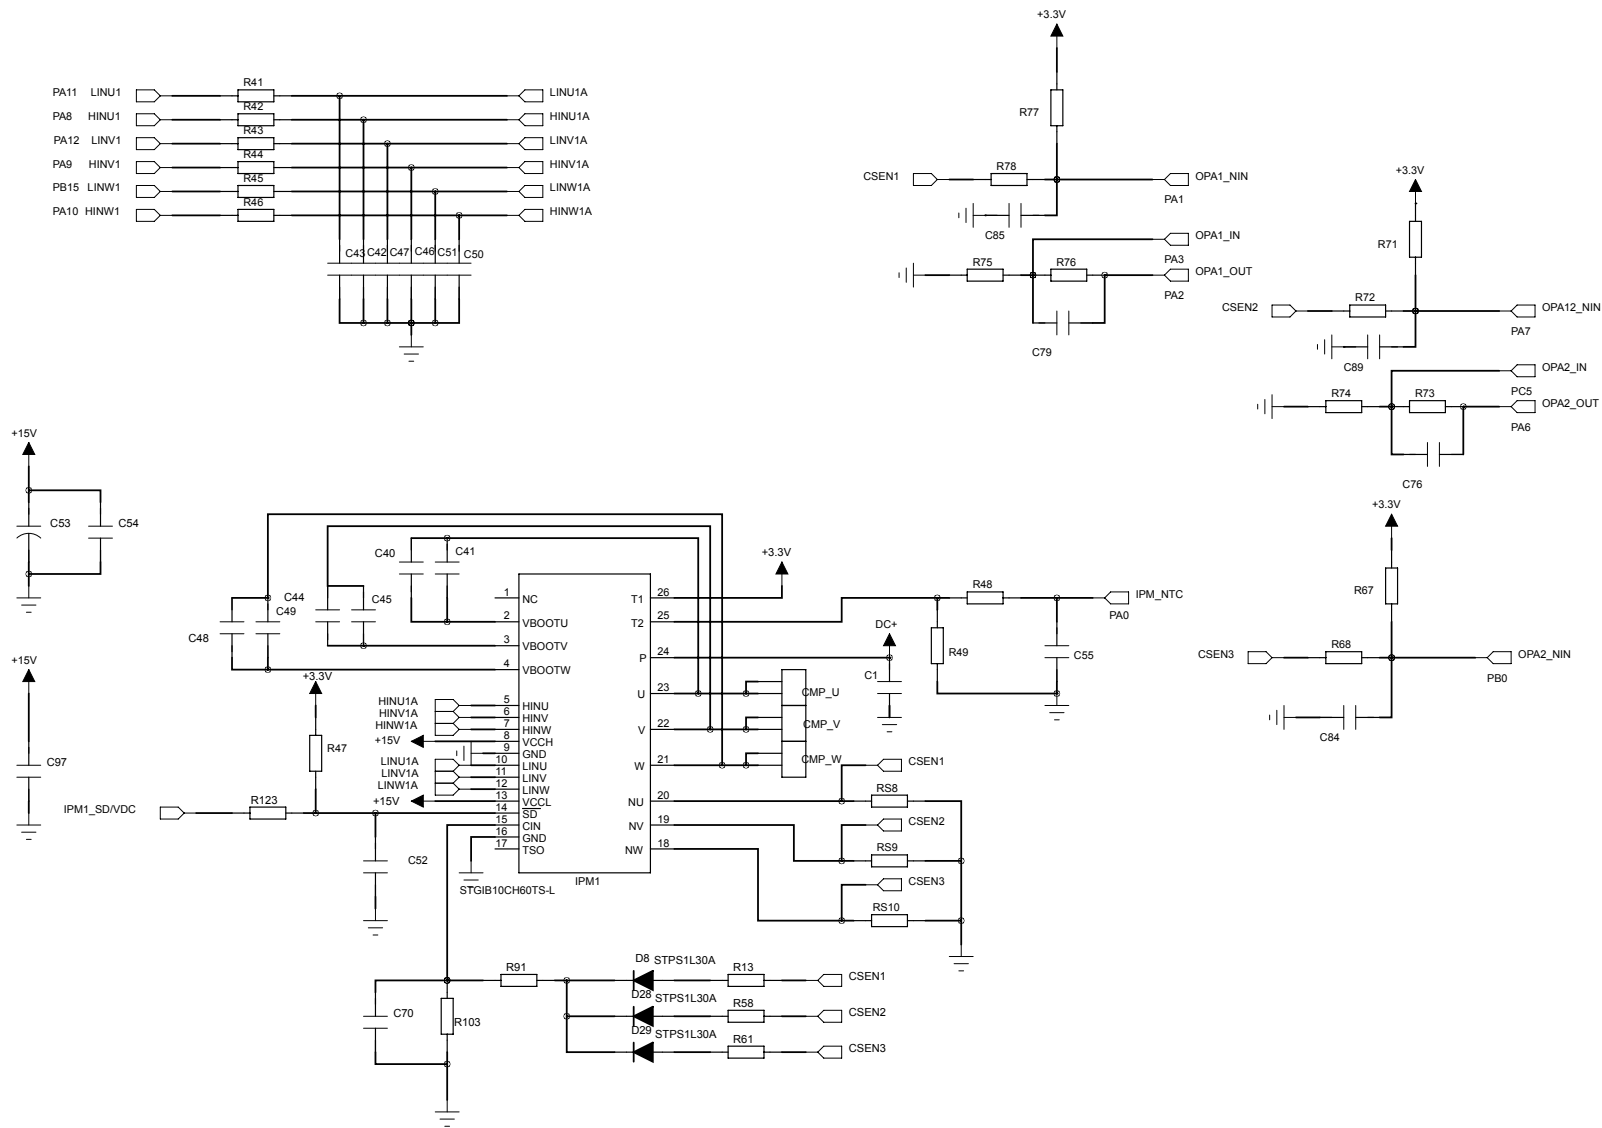 +3.3V
R77
CSEN1
R78
OPA1_NIN
PA1
C85
OPA1_IN
PA3
R75
R76
OPA1_OUT
PA2
C79
+3.3V
R71
CSEN2
R72
OPA12_NIN
PA7
C89
OPA2_IN
PC5
R74
R73
OPA2_OUT
PA6
C76
PA11 LINU1 R41 LINU1A
PA8 HINU1 R42 HINU1A
PA12 LINV1 R43 LINV1A
PA9 HINV1 R44 HINV1A
PB15 LINW1 R45 LINW1A
PA10 HINW1 R46 HINW1A
C43 C42 C47 C46 C51 C50
+15V
C53
C54
+15V
C97
C40
C41
C44
C45
C48
C49
+3.3V
R47
IPM1_SD/VDC
R123
C52
HINU1A
HINV1A
HINW1A
+15V
LINU1A
LINV1A
LINW1A
+15V
1 NC
2 VBOOTU
3 VBOOTV
4 VBOOTW
5 HINU
6 HINV
7 HINW
8 VCCH
9 GND
10 LINU
11 LINV
12 LINW
13 VCCL
14 SD
15 CIN
16 GND
17 TSO
T1 26
T2 25
P 24
U 23
V 22
W 21
NU 20
NV 19
NW 18
IPM1
STGIB10CH60TS-L
+3.3V
R48
IPM_NTC
PA0
R49
C55
DC+
C1
CMP_U
CMP_V
CMP_W
CSEN1
RS8
CSEN2
RS9
CSEN3
RS10
+3.3V
R67
CSEN3
R68
OPA2_NIN
PB0
C84
R91
D8 STPS1L30A
R13
CSEN1
D28 STPS1L30A
R58
CSEN2
D29 STPS1L30A
R61
CSEN3
C70
R103